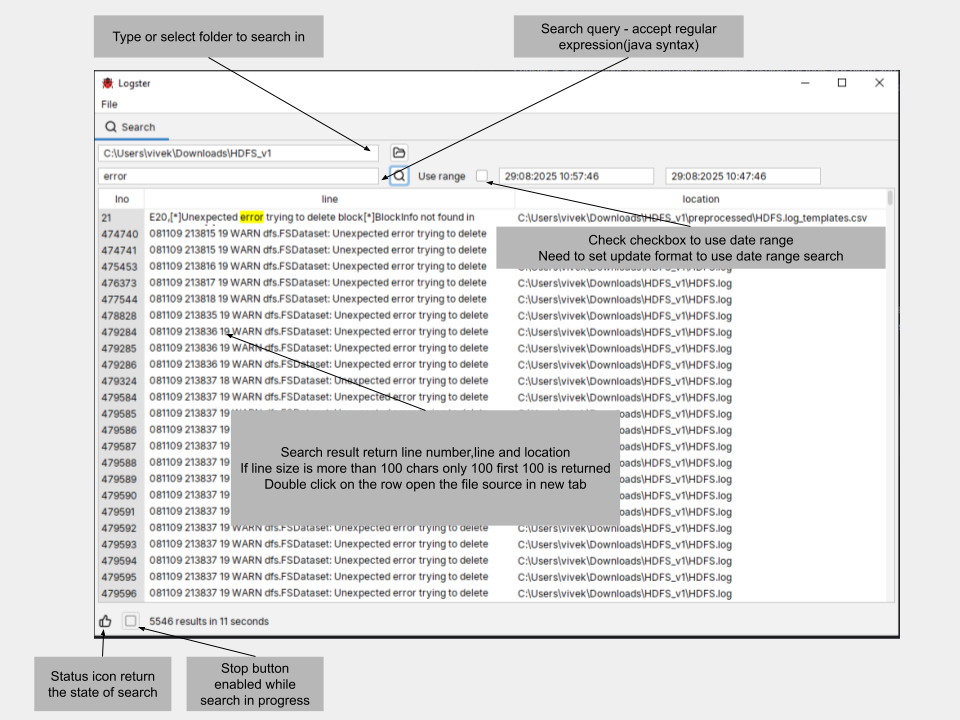 Type or select folder to search in
Search query - accept regular
expression(java syntax)
Logster
File
Search
C:\Users\vivek\Downloads\HDFS_v1
error
Use range
29:08:2025 10:57:46
29:08:2025 10:47:46
lno line location
21 E20,[*]Unexpected error trying to delete block[*]BlockInfo not found in C:\Users\vivek\Downloads\HDFS_v1\preprocessed\HDFS.log_templates.csv
474740 081109 213815 19 WARN dfs.FSDataset: Unexpected error trying to delete
474741 081109 213815 19 WARN dfs.FSDataset: Unexpected error trying to delete
Check checkbox to use date range
Need to set update format to use date range search
475453 081109 213816 19 WARN dfs.FSDataset: Unexpected error trying to delete C:\Users\vivek\Downloads\HDFS_v1\HDFS.log
476373 081109 213817 19 WARN dfs.FSDataset: Unexpected error trying to delete C:\Users\vivek\Downloads\HDFS_v1\HDFS.log
477544 081109 213818 19 WARN dfs.FSDataset: Unexpected error trying to delete C:\Users\vivek\Downloads\HDFS_v1\HDFS.log
478828 081109 213835 19 WARN dfs.FSDataset: Unexpected error trying to delete C:\Users\vivek\Downloads\HDFS_v1\HDFS.log
479284 081109 213836 19 WARN dfs.FSDataset: Unexpected error trying to delete C:\Users\vivek\Downloads\HDFS_v1\HDFS.log
479285 081109 213836 19 WARN dfs.FSDataset: Unexpected error trying to delete C:\Users\vivek\Downloads\HDFS_v1\HDFS.log
479286 081109 213836 19 WARN dfs.FSDataset: Unexpected error trying to delete C:\Users\vivek\Downloads\HDFS_v1\HDFS.log
479324 081109 213837 18 WARN dfs.FSDataset: Unexpected error trying to delete C:\Users\vivek\Downloads\HDFS_v1\HDFS.log
479584 081109 213837 19 WARN dfs.FSDataset: Unexpected error trying to delete C:\Users\vivek\Downloads\HDFS_v1\HDFS.log
479585 081109 213837 19 C:\Users\vivek\Downloads\HDFS_v1\HDFS.log
479586 081109 213837 19 \Downloads\HDFS_v1\HDFS.log
479587 081109 213837 19 \Downloads\HDFS_v1\HDFS.log
479588 081109 213837 19 \Downloads\HDFS_v1\HDFS.log
479589 081109 213837 19 \Downloads\HDFS_v1\HDFS.log
479590 081109 213837 19 \Downloads\HDFS_v1\HDFS.log
479591 081109 213837 19 \Downloads\HDFS_v1\HDFS.log
Search result return line number,line and location
If line size is more than 100 chars only 100 first 100 is returned
Double click on the row open the file source in new tab
479592 081109 213837 19 WARN dfs.FSDataset: Unexpected error trying to delete C:\Users\vivek\Downloads\HDFS_v1\HDFS.log
479593 081109 213837 19 WARN dfs.FSDataset: Unexpected error trying to delete C:\Users\vivek\Downloads\HDFS_v1\HDFS.log
479594 081109 213837 19 WARN dfs.FSDataset: Unexpected error trying to delete C:\Users\vivek\Downloads\HDFS_v1\HDFS.log
479595 081109 213837 19 WARN dfs.FSDataset: Unexpected error trying to delete C:\Users\vivek\Downloads\HDFS_v1\HDFS.log
479596 081109 213837 19 WARN dfs.FSDataset: Unexpected error trying to delete C:\Users\vivek\Downloads\HDFS_v1\HDFS.log
5546 results in 11 seconds
Status icon return
the state of search
Stop button
enabled while
search in progress